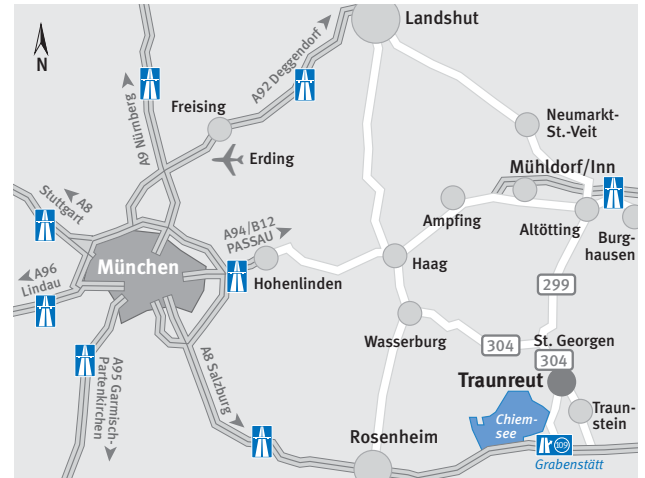 Landshut
N
A92 Deggendorf
A9 Nürnberg
Freising
Neumarkt-
St.-Veit
Erding
Mühldorf/Inn
A8
Stuttgart
Ampfing
Altötting
Burg-
hausen
A94/B12
PASSAU
München
Haag
A96
Lindau
Hohenlinden
299
Wasserburg
304
St. Georgen
304
A95 Garmisch-
Partenkirchen
A8 Salzburg
Traunreut
Traun-
stein
Chiem-
see
Rosenheim
109
Grabenstätt